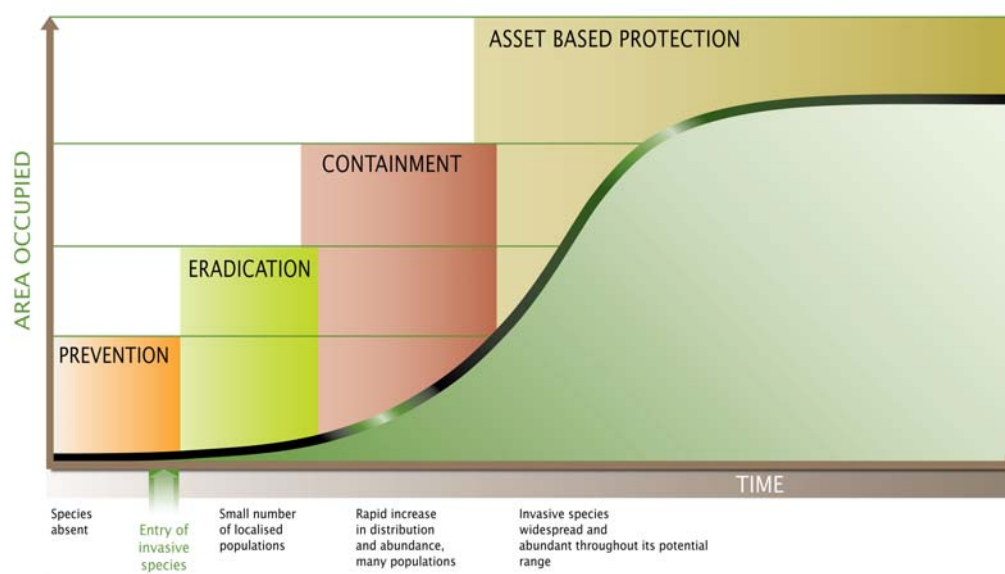 ASSET BASED PROTECTION
CONTAINMENT
ERADICATION
PREVENTION
AREA OCCUPIED
TIME
Species
absent
Entry of
invasive
species
Small number
of localised
populations
Rapid increase
in distribution
and abundance,
many populations
Invasive species
widespread and
abundant throughout its potential
range